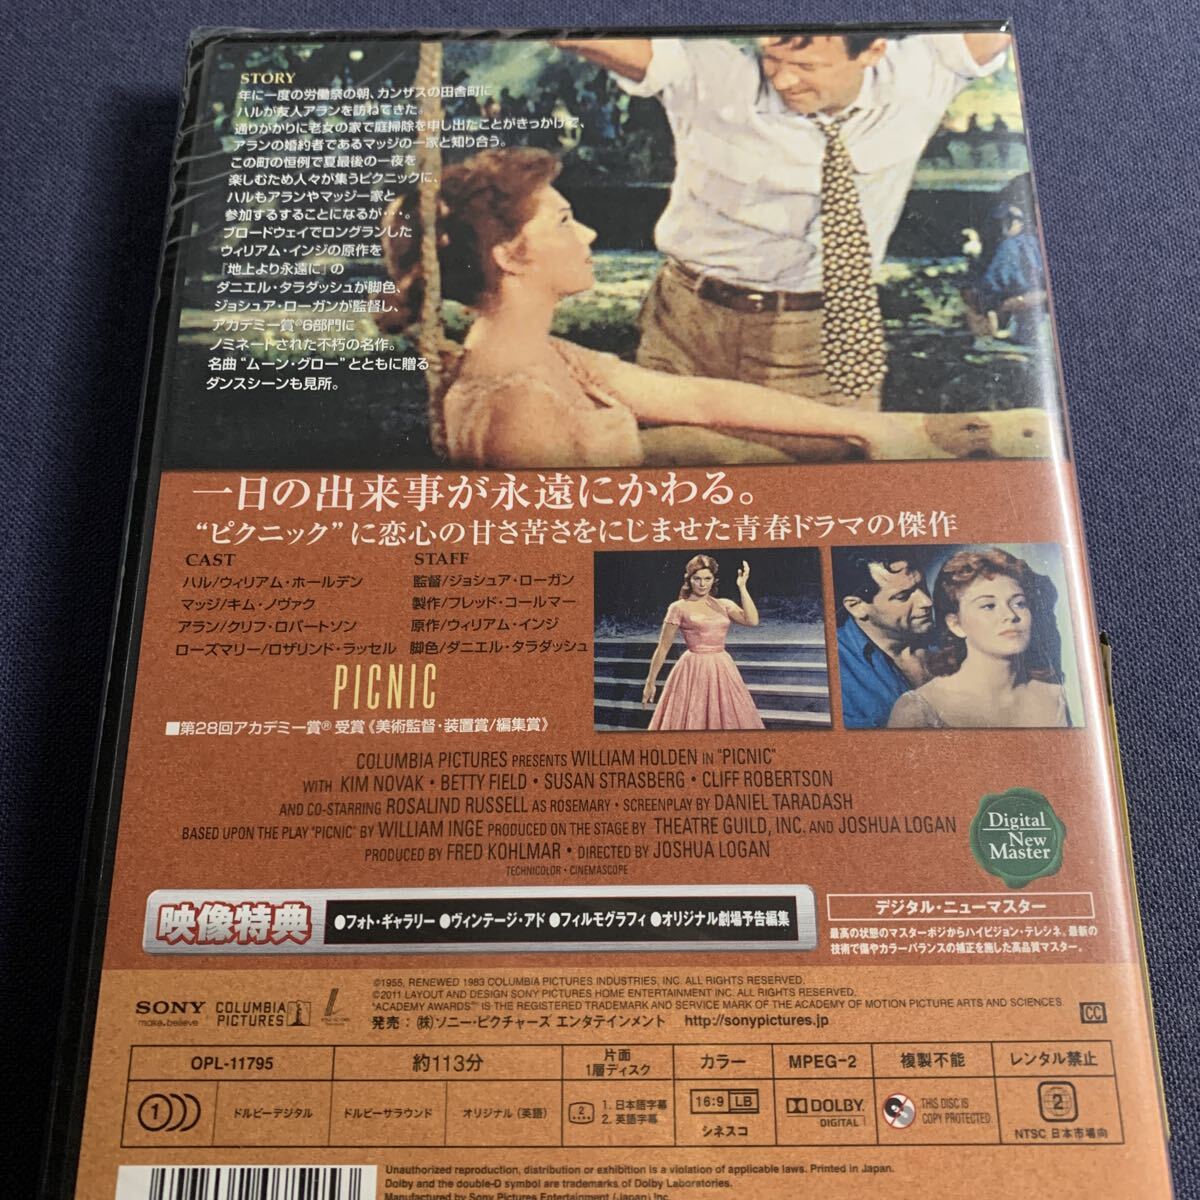 STORY
年に一度の労働祭の朝、カンザスの田舎町に
ハルが友人アランを訪ねてきた。
通りがかりに老女の家で庭掃除を申し出たことがきっかけで、
アランの婚約者であるマッジの一家と知り合う。
この町の恒例で夏最後の一夜を
楽しむため人々が集うピクニックに、
ハルもアランやマッジ一家と
参加するすることになるが・・・。
ブロードウェイでロングランした
ウィリアム・インジの原作を
『地上より永遠に』の
ダニエル・タラダッシュが脚色、
ジョシュア・ローガンが監督し、
アカデミー賞®6部門に
ノミネートされた不朽の名作。
名曲“ムーン・グロー”とともに贈る
ダンスシーンも見所。
一日の出来事が永遠にかわる。
“ピクニック”に恋心の甘さ苦さをにじませた青春ドラマの傑作
CAST
ハル/ウィリアム・ホールデン
マッジ/キム・ノヴァク
アラン/クリフ・ロバートソン
ローズマリー/ロザリンド・ラッセル
STAFF
監督/ジョシュア・ローガン
製作/フレッド・コールマー
原作/ウィリアム・インジ
脚色/ダニエル・タラダッシュ
PICNIC
■第28回アカデミー賞® 受賞《美術監督・装置賞/編集賞》
COLUMBIA PICTURES PRESENTS WILLIAM HOLDEN IN "PICNIC"
WITH KIM NOVAK・BETTY FIELD・SUSAN STRASBERG・CLIFF ROBERTSON
AND CO-STARRING ROSALIND RUSSELL AS ROSEMARY・SCREENPLAY BY DANIEL TARADASH
BASED UPON THE PLAY "PICNIC" BY WILLIAM INGE PRODUCED ON THE STAGE BY THEATRE GUILD, INC. AND JOSHUA LOGAN
PRODUCED BY FRED KOHLMAR・DIRECTED BY JOSHUA LOGAN
TECHNICOLOR・CINEMASCOPE
Digital
New
Master
映像特典
●フォト・ギャラリー ●ヴィンテージ・アド ●フィルモグラフィ ●オリジナル劇場予告編集
デジタル・ニューマスター
最高の状態のマスターポジからハイビジョン・テレシネ。最新の
技術で傷やカラーバランスの補正を施した高品質マスター。
©1955, RENEWED 1983 COLUMBIA PICTURES INDUSTRIES, INC. ALL RIGHTS RESERVED.
©2011 LAYOUT AND DESIGN SONY PICTURES HOME ENTERTAINMENT INC. ALL RIGHTS RESERVED.
"ACADEMY AWARDS®" IS THE REGISTERED TRADEMARK AND SERVICE MARK OF THE ACADEMY OF MOTION PICTURE ARTS AND SCIENCES.
発売：(株)ソニー・ピクチャーズ エンタテインメント http://sonypictures.jp
SONY
make.believe
COLUMBIA
PICTURES
CC
OPL-11795
約113分
片面
1層ディスク
カラー
MPEG-2
複製不能
レンタル禁止
1
ドルビーデジタル
ドルビーサラウンド
オリジナル(英語)
2
1. 日本語字幕
2. 英語字幕
16:9 LB
シネスコ
DOLBY
DIGITAL
THIS DISC IS
COPY PROTECTED.
2
NTSC 日本市場向
Unauthorized reproduction, distribution or exhibition is a violation of applicable laws. Printed in Japan.
Dolby and the double-D symbol are trademarks of Dolby Laboratories.
Manufactured by Sony Pictures Entertainment (Japan) Inc.